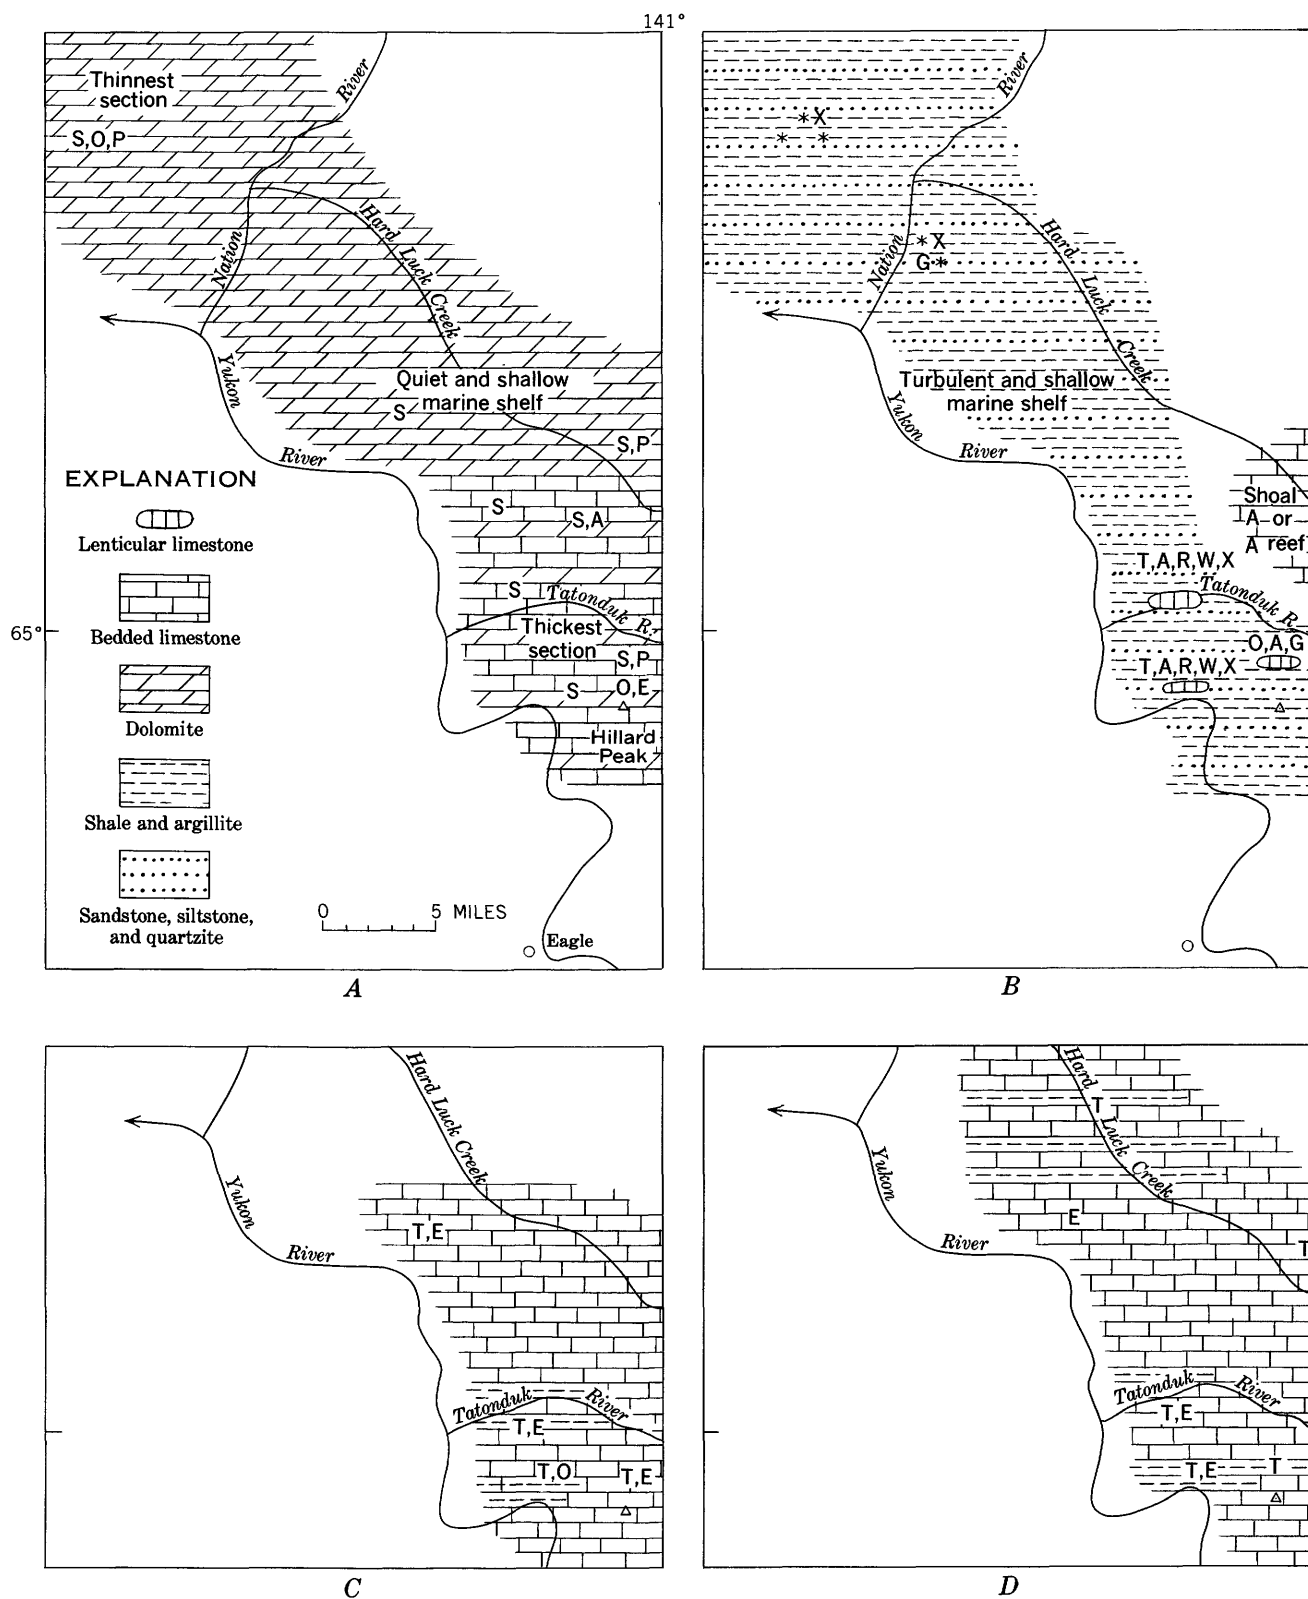 141°
Thinnest
section
S,O,P
River
Nation
Hard Luck Creek
Yukon
River
Quiet and shallow
marine shelf
S
S,P
S
S,A
S
Tatonduk R.
Thickest
section
S,P
S
O,E
Hillard
Peak
65°
EXPLANATION
Lenticular limestone
Bedded limestone
Dolomite
Shale and argillite
Sandstone, siltstone,
and quartzite
0 5 MILES
Eagle
A
River
*X
* *
Nation
*X
G*
Hard Luck Creek
Turbulent and shallow
marine shelf
Yukon
River
Shoal
A or
A reef
T,A,R,W,X
Tatonduk R.
O,A,G
T,A,R,W,X
B
Hard Luck Creek
Yukon
River
T,E
Tatonduk River
T,E
T,O
T,E
C
Hard Luck Creek
T
Yukon
River
E
T
Tatonduk River
T,E
T,E
T
D